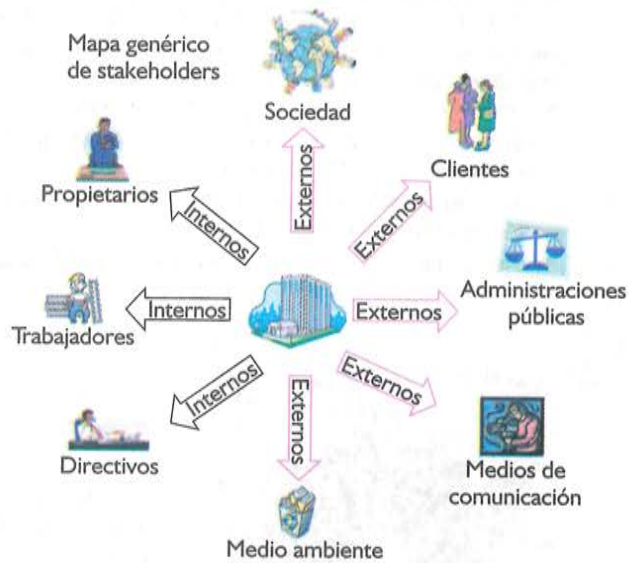 Mapa genérico
de stakeholders
Sociedad
Clientes
Propietarios
Externos
Internos
Externos
Administraciones
públicas
Trabajadores
Internos
Externos
Internos
Externos
Externos
Directivos
Medios de
comunicación
Medio ambiente